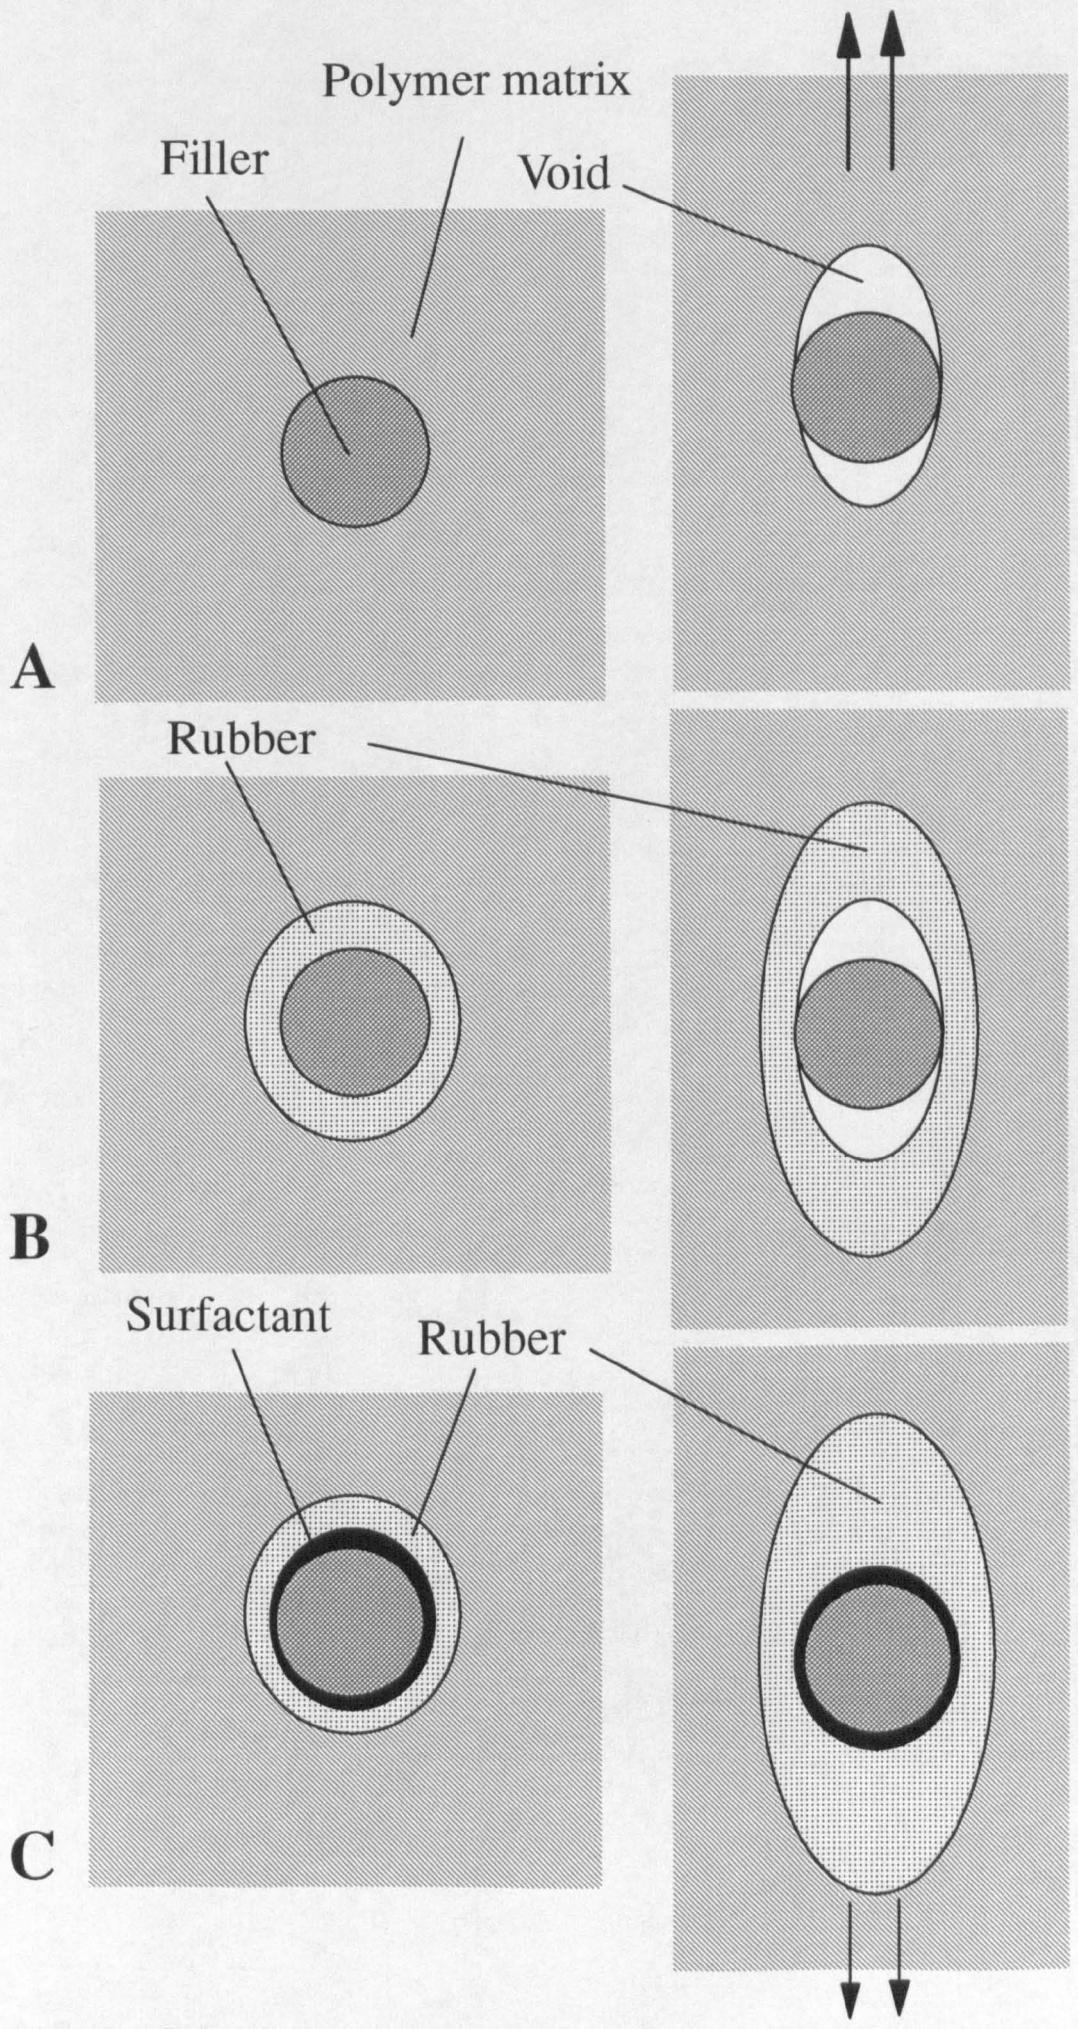 Polymer matrix
Filler
Void
A
Rubber
B
Surfactant
Rubber
C